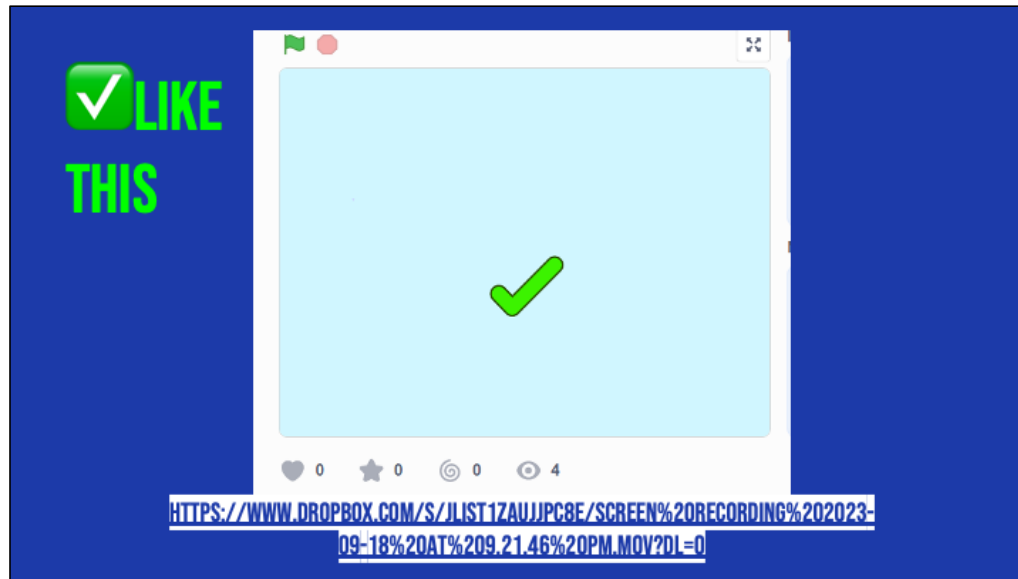 ✅LIKE
THIS
0 0 0 4
HTTPS://WWW.DROPBOX.COM/S/JLIST1ZAUJJPC8E/SCREEN%20RECORDING%202023-
09-18%20AT%209.21.46%20PM.MOV?DL=0